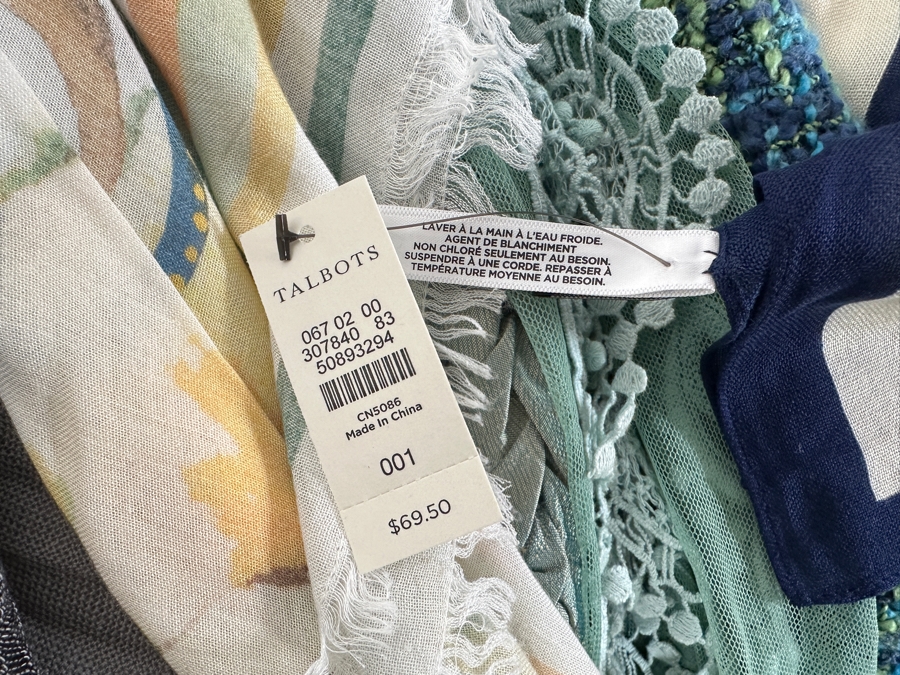 TALBOTS
067 02 00
307840 83
50893294
CN5086
Made In China
001
$69.50
LAVER À LA MAIN À L'EAU FROIDE.
AGENT DE BLANCHIMENT
NON CHLORÉ SEULEMENT AU BESOIN.
SUSPENDRE À UNE CORDE. REPASSER À
TEMPÉRATURE MOYENNE AU BESOIN.